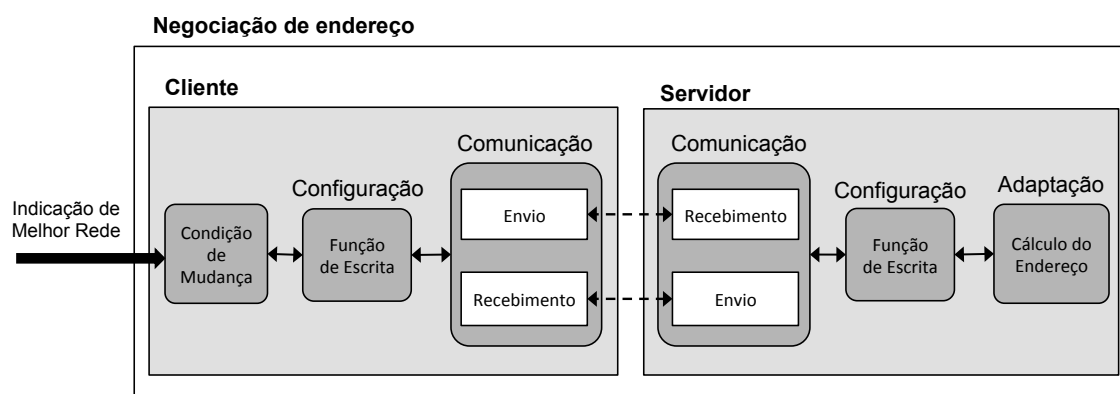 Negociação de endereço
Cliente
Servidor
Comunicação
Comunicação
Configuração
Configuração
Adaptação
Indicação de
Melhor Rede
Condição
de
Mudança
Função
de Escrita
Envio
Recebimento
Recebimento
Envio
Função
de Escrita
Cálculo do
Endereço